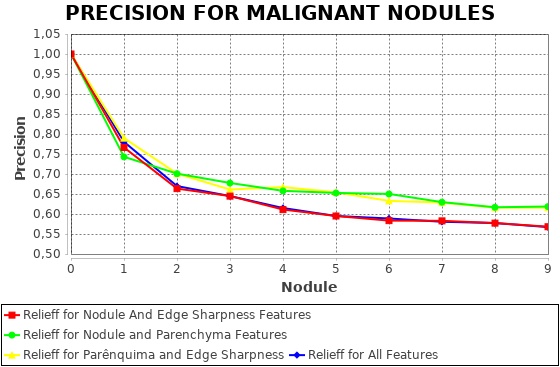 PRECISION FOR MALIGNANT NODULES
1,05
1,00
0,95
0,90
0,85
0,80
0,75
0,70
0,65
0,60
0,55
0,50
Precision
0 1 2 3 4 5 6 7 8 9
Nodule
Relieff for Nodule And Edge Sharpness Features
Relieff for Nodule and Parenchyma Features
Relieff for Parênquima and Edge Sharpness Relieff for All Features